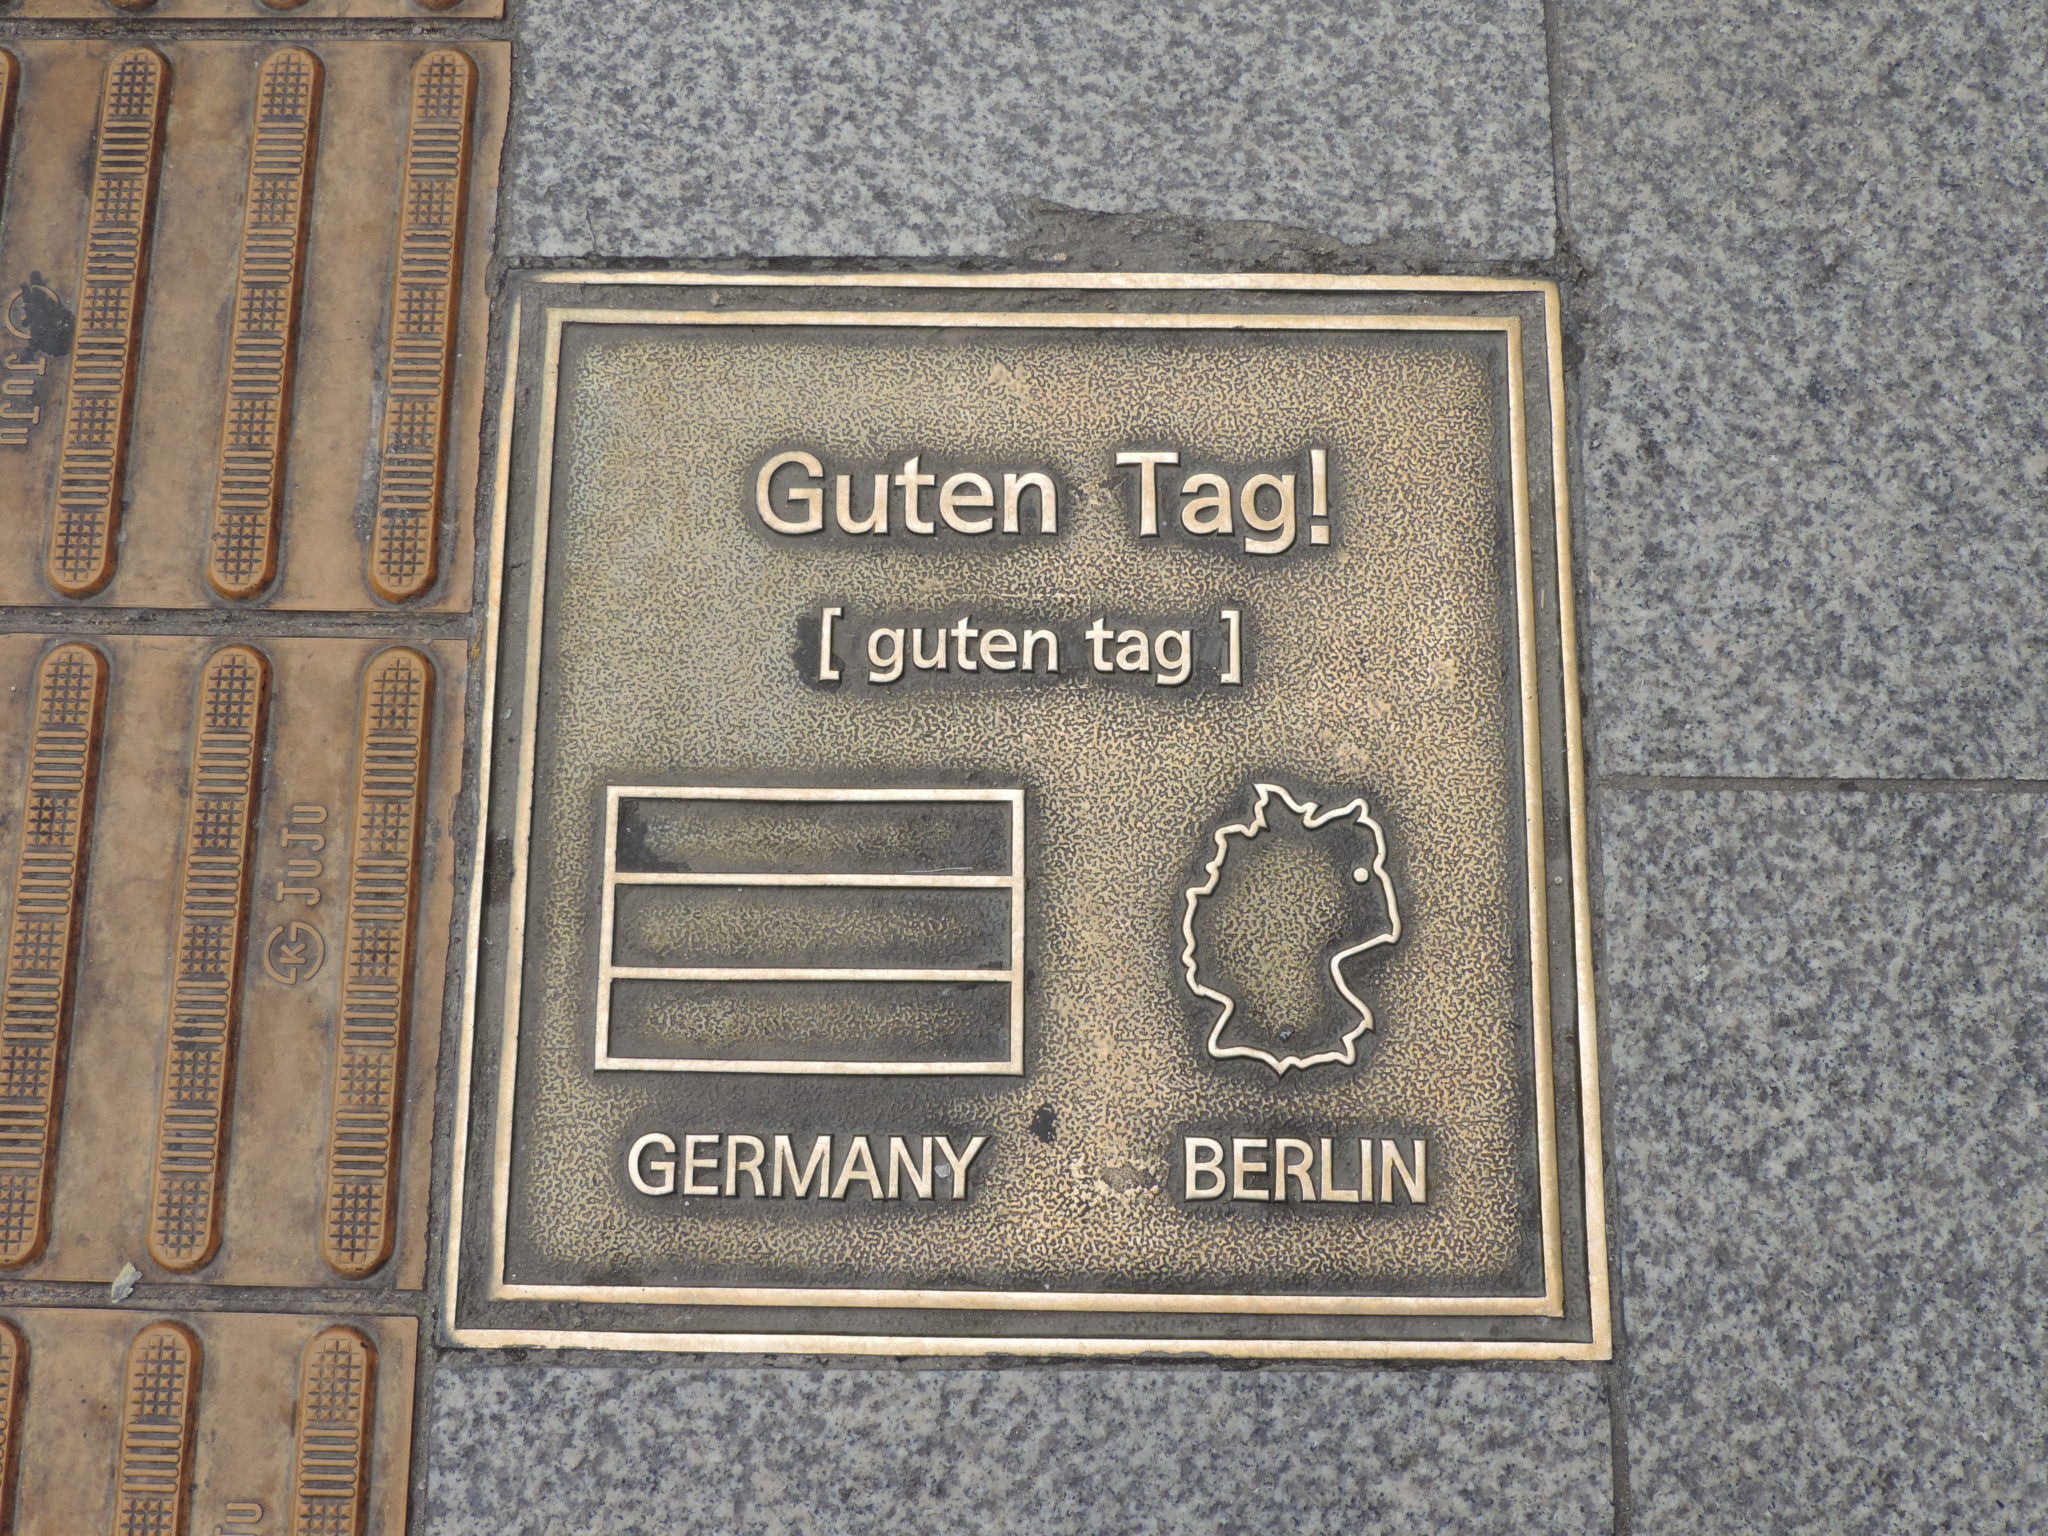 Guten Tag!
[ guten tag ]
GERMANY
BERLIN
JuJu
K JuJu